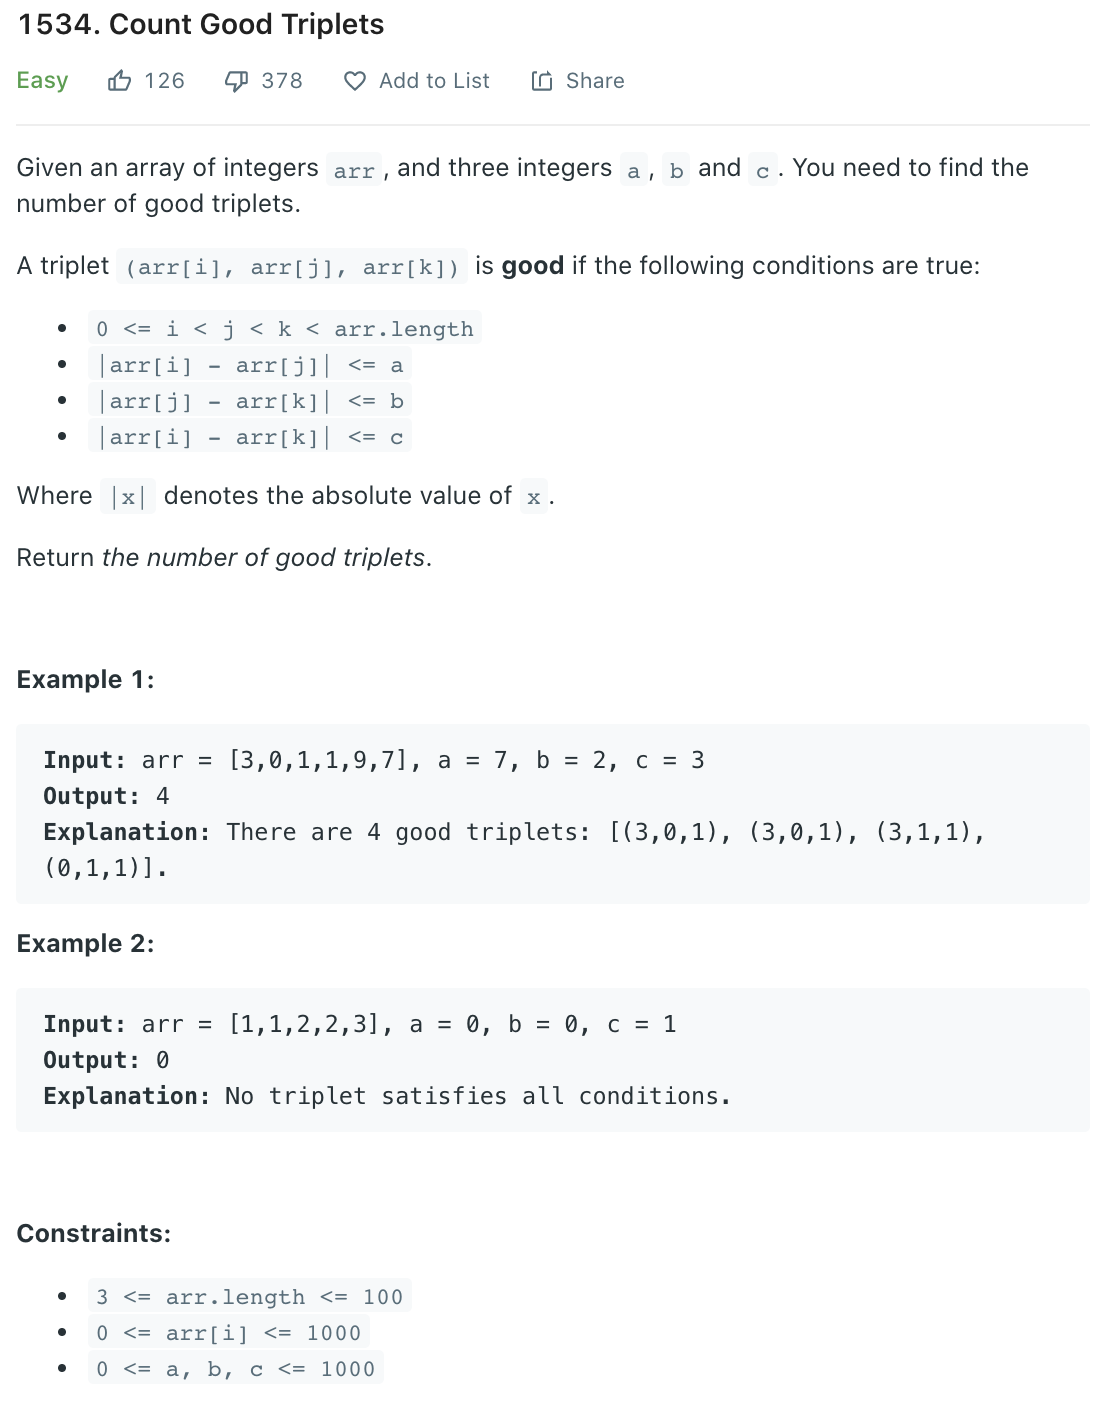 1534. Count Good Triplets
Easy 126 378 Add to List Share
Given an array of integers arr, and three integers a, b and c. You need to find the
number of good triplets.
A triplet (arr[i], arr[j], arr[k]) is good if the following conditions are true:
• 0 <= i < j < k < arr.length
• |arr[i] - arr[j]| <= a
• |arr[j] - arr[k]| <= b
• |arr[i] - arr[k]| <= c
Where |x| denotes the absolute value of x.
Return the number of good triplets.
Example 1:
Input: arr = [3,0,1,1,9,7], a = 7, b = 2, c = 3
Output: 4
Explanation: There are 4 good triplets: [(3,0,1), (3,0,1), (3,1,1),
(0,1,1)].
Example 2:
Input: arr = [1,1,2,2,3], a = 0, b = 0, c = 1
Output: 0
Explanation: No triplet satisfies all conditions.
Constraints:
• 3 <= arr.length <= 100
• 0 <= arr[i] <= 1000
• 0 <= a, b, c <= 1000